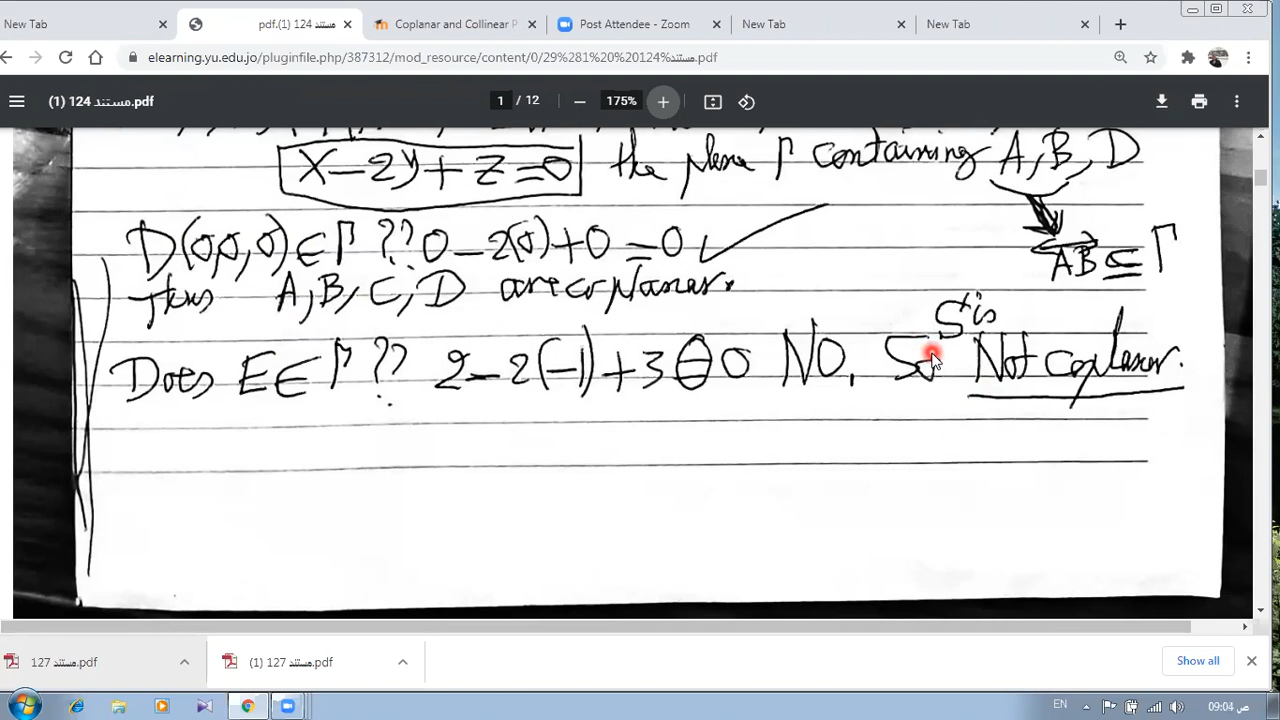 New Tab
مستند 124 (1).pdf
Coplanar and Collinear P
Post Attendee - Zoom
New Tab
New Tab
elearning.yu.edu.jo/pluginfile.php/387312/mod_resource/content/0/29%281%20%20124%مستند.pdf
مستند 124 (1).pdf
1 / 12
175%
x-2y+z=0 the plane Γ containing A, B, D
D(0,0,0)∈Γ ?? 0-2(0)+0=0 ✓
AB ⊆ Γ
thus A, B, C, D are coplanar.
Does E∈Γ ?? 2-2(-1)+3 = 0 NO, So S is Not coplanar.
مستند 127.pdf
مستند 127 (1).pdf
Show all
EN
09:04 ص